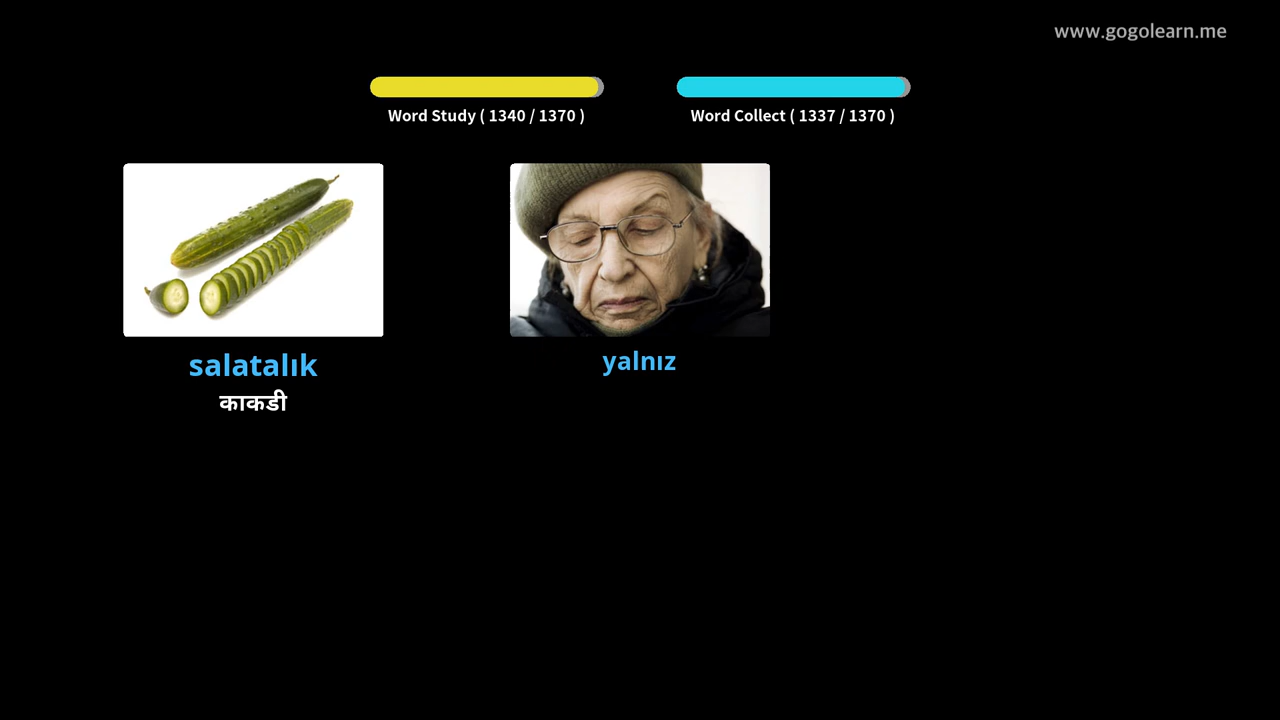 www.gogolearn.me
Word Study ( 1340 / 1370 )
Word Collect ( 1337 / 1370 )
salatalık
काकडी
yalnız